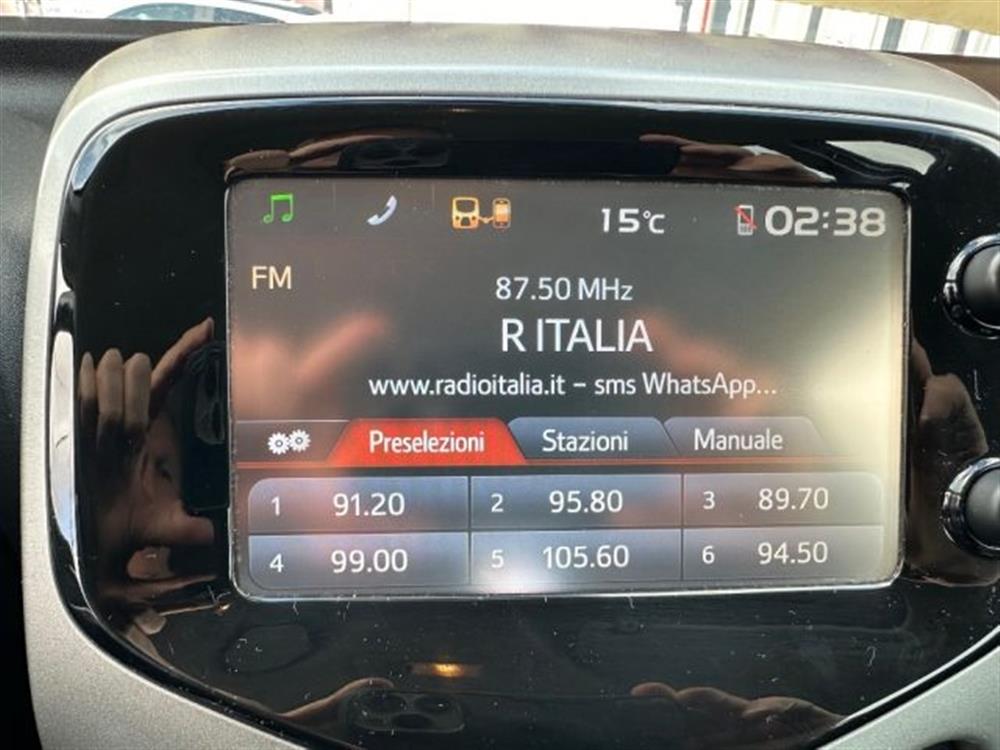 15°C 02:38
FM
87.50 MHz
R ITALIA
www.radioitalia.it - sms WhatsApp...
Preselezioni Stazioni Manuale
1 91.20 2 95.80 3 89.70
4 99.00 5 105.60 6 94.50